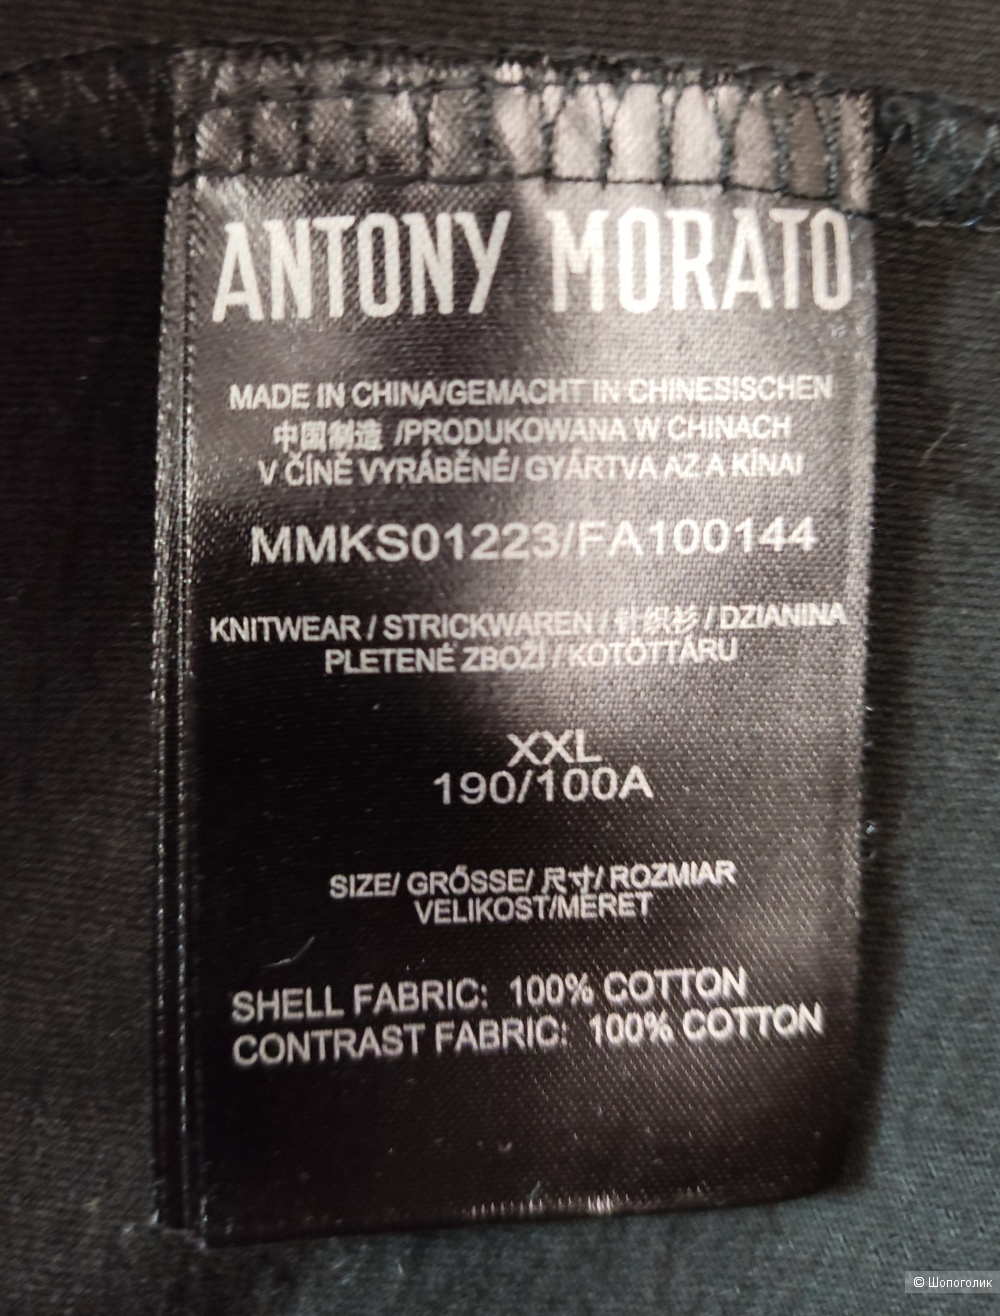 ANTONY MORATO
MADE IN CHINA/GEMACHT IN CHINESISCHEN
中国制造 /PRODUKOWANA W CHINACH
V ČÍNĚ VYRÁBĚNÉ/ GYÁRTVA AZ A KÍNAI
MMKS01223/FA100144
KNITWEAR / STRICKWAREN / 针织衫 / DZIANINA
PLETENÉ ZBOŽÍ / KÖTÖTTÁRU
XXL
190/100A
SIZE/ GRŐSSE/ 尺寸/ ROZMIAR
VELIKOST/MÉRET
SHELL FABRIC: 100% COTTON
CONTRAST FABRIC: 100% COTTON
© Шопоголик